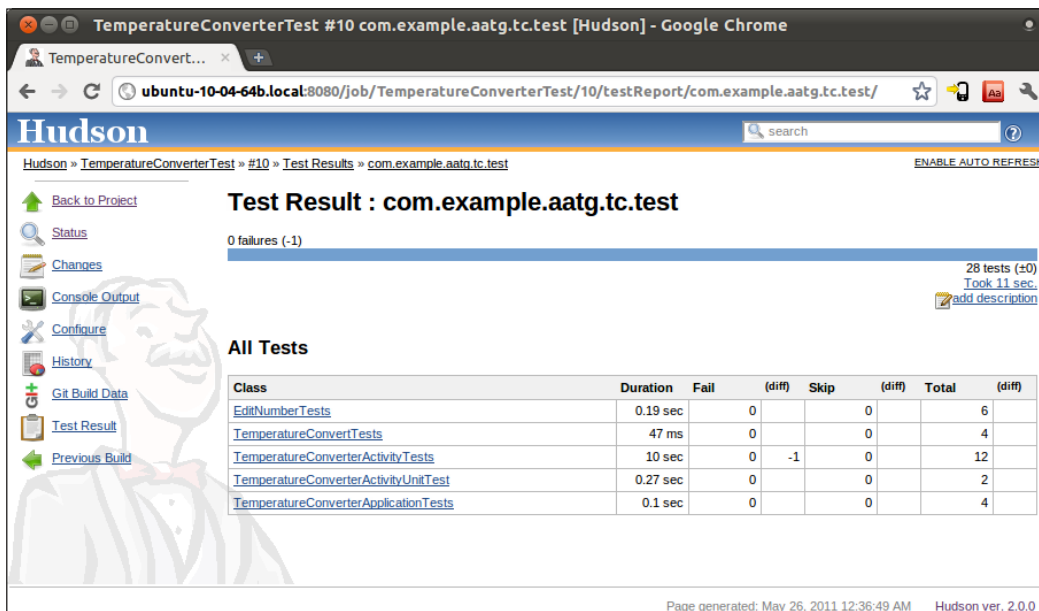 TemperatureConverterTest #10 com.example.aatg.tc.test [Hudson] - Google Chrome
TemperatureConvert...
ubuntu-10-04-64b.local:8080/job/TemperatureConverterTest/10/testReport/com.example.aatg.tc.test/
Hudson
search
Hudson » TemperatureConverterTest » #10 » Test Results » com.example.aatg.tc.test
ENABLE AUTO REFRESH
Back to Project
Status
Changes
Console Output
Configure
History
Git Build Data
Test Result
Previous Build
Test Result : com.example.aatg.tc.test
0 failures (-1)
28 tests (±0)
Took 11 sec.
add description
All Tests
Class Duration Fail (diff) Skip (diff) Total (diff)
EditNumberTests 0.19 sec 0 0 6
TemperatureConvertTests 47 ms 0 0 4
TemperatureConverterActivityTests 10 sec 0 -1 0 12
TemperatureConverterActivityUnitTest 0.27 sec 0 0 2
TemperatureConverterApplicationTests 0.1 sec 0 0 4
Page generated: May 26, 2011 12:36:49 AM Hudson ver. 2.0.0